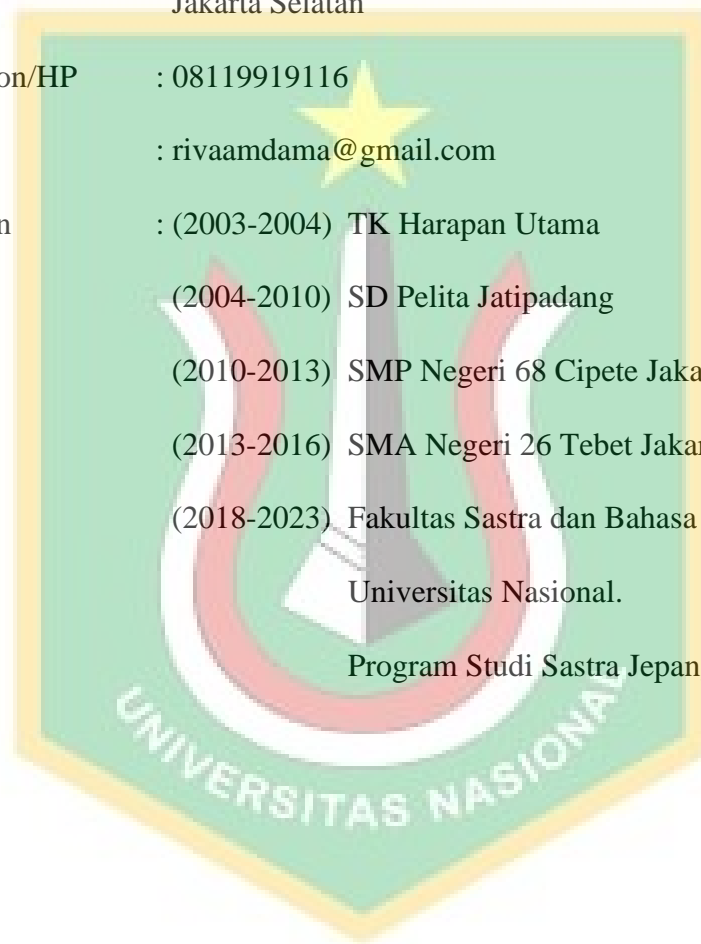 Jakarta Selatan
on/HP : 08119919116
: rivaamdama@gmail.com
n : (2003-2004) TK Harapan Utama
(2004-2010) SD Pelita Jatipadang
(2010-2013) SMP Negeri 68 Cipete Jaka
(2013-2016) SMA Negeri 26 Tebet Jakar
(2018-2023) Fakultas Sastra dan Bahasa
Universitas Nasional.
Program Studi Sastra Jepan
UNIVERSITAS NASIONAL